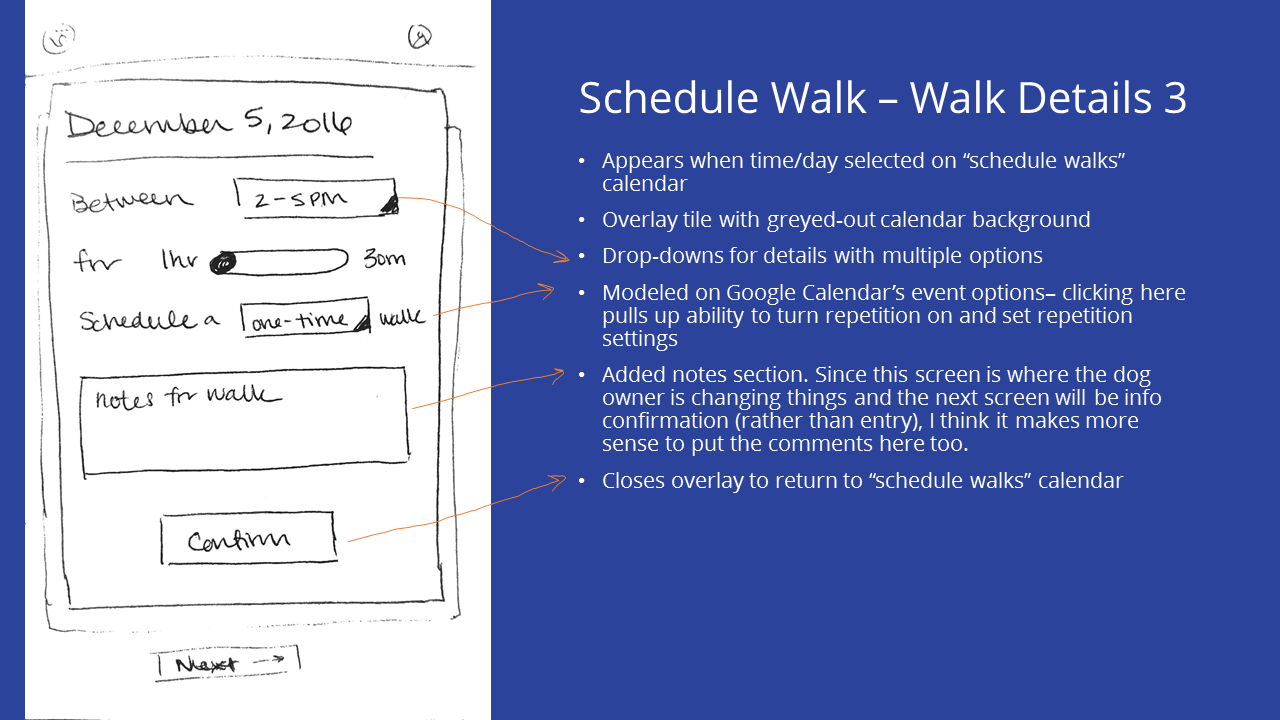 December 5, 2016
Between 2-5PM
for 1hr 30m
Schedule a one-time walk
notes for walk
Confirm
Next →
Schedule Walk – Walk Details 3
• Appears when time/day selected on “schedule walks”
calendar
• Overlay tile with greyed-out calendar background
• Drop-downs for details with multiple options
• Modeled on Google Calendar’s event options– clicking here
pulls up ability to turn repetition on and set repetition
settings
• Added notes section. Since this screen is where the dog
owner is changing things and the next screen will be info
confirmation (rather than entry), I think it makes more
sense to put the comments here too.
• Closes overlay to return to “schedule walks” calendar